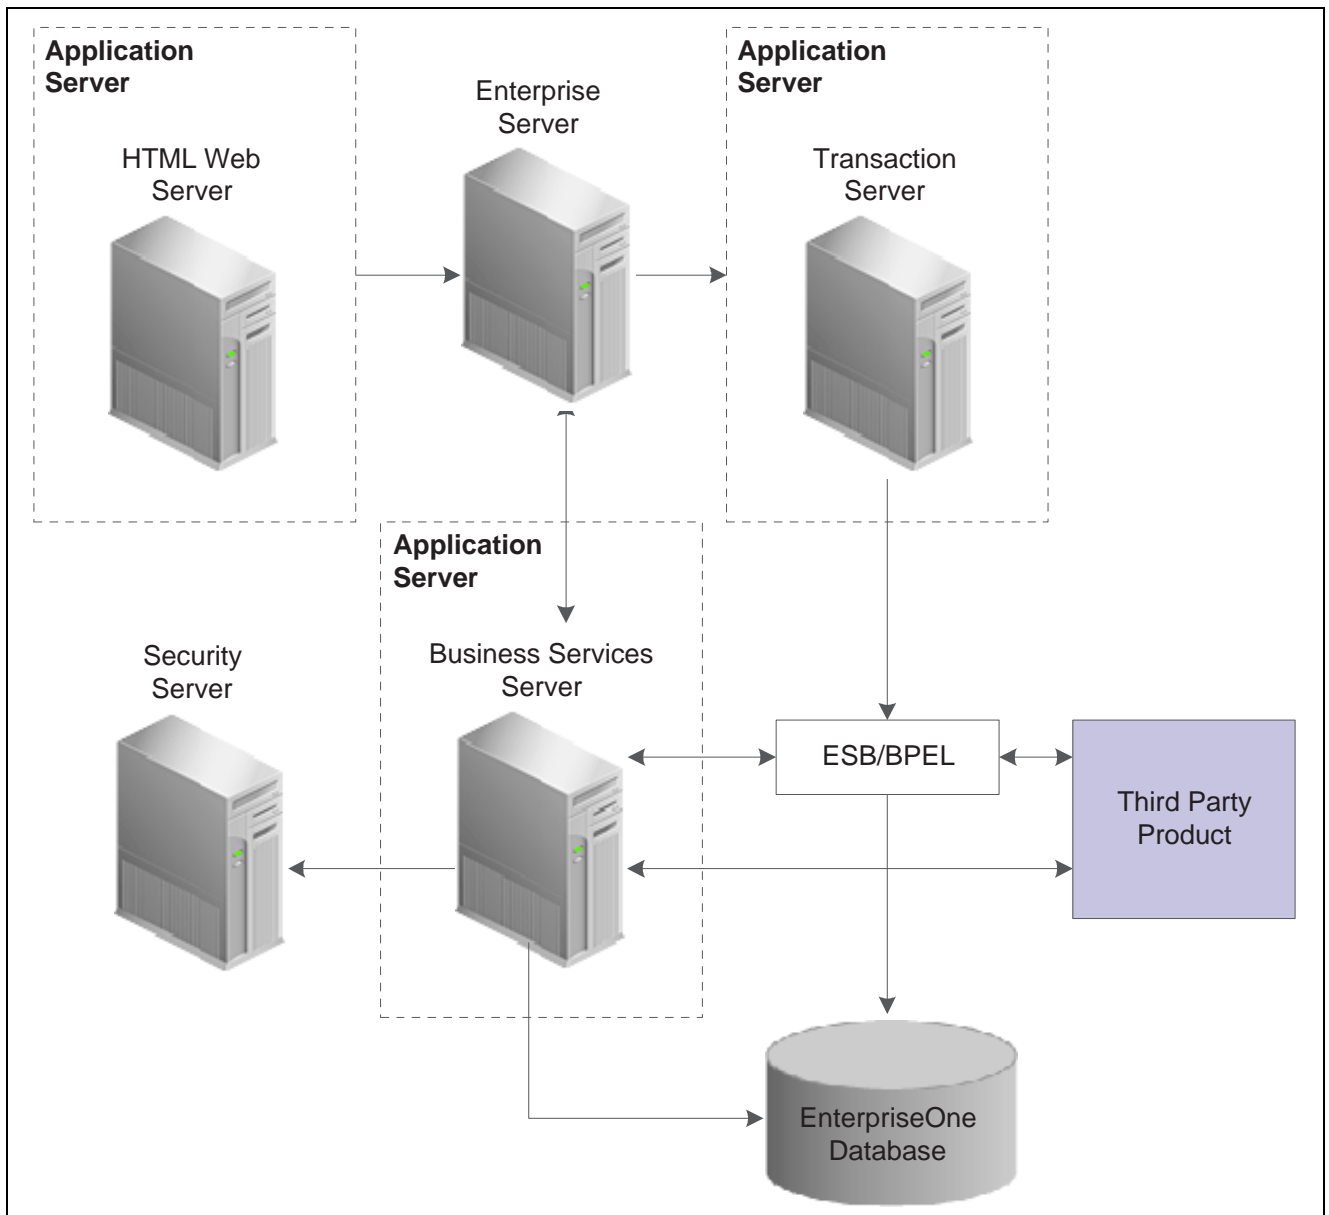 Application
Server
HTML Web
Server
Enterprise
Server
Application
Server
Transaction
Server
Application
Server
Security
Server
Business Services
Server
ESB/BPEL
Third Party
Product
EnterpriseOne
Database